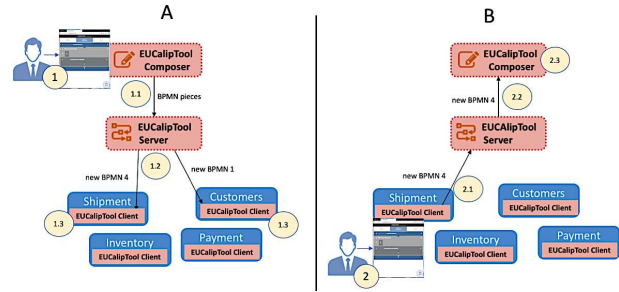 A
EUCalipTool
Composer
1
1.1
BPMN pieces
EUCalipTool
Server
1.2
new BPMN 4
new BPMN 1
Shipment
EUCalipTool Client
1.3
Customers
EUCalipTool Client
1.3
Inventory
EUCalipTool Client
Payment
EUCalipTool Client
B
EUCalipTool
Composer
2.3
2.2
new BPMN 4
EUCAlipTool
Server
new BPMN 4
2.1
Shipment
EUCalipTool Client
Customers
EUCalipTool Client
Inventory
EUCalipTool Client
Payment
EUCalipTool Client
2